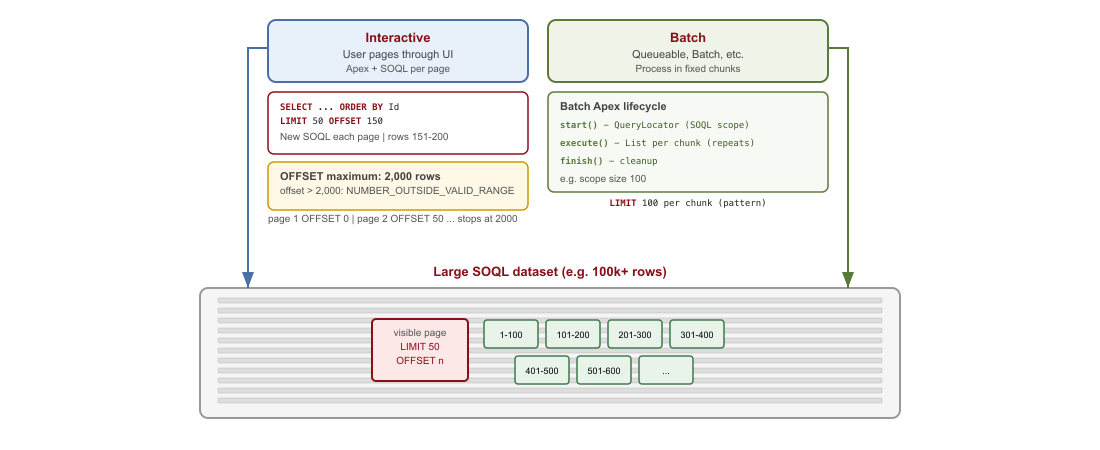 Interactive
User pages through UI
Apex + SOQL per page
SELECT ... ORDER BY Id
LIMIT 50 OFFSET 150
New SOQL each page | rows 151-200
OFFSET maximum: 2,000 rows
offset > 2,000: NUMBER_OUTSIDE_VALID_RANGE
page 1 OFFSET 0 | page 2 OFFSET 50 ... stops at 2000
Batch
Queueable, Batch, etc.
Process in fixed chunks
Batch Apex lifecycle
start() – QueryLocator (SOQL scope)
execute() – List per chunk (repeats)
finish() – cleanup
e.g. scope size 100
LIMIT 100 per chunk (pattern)
Large SOQL dataset (e.g. 100k+ rows)
visible page
LIMIT 50
OFFSET n
1-100 101-200 201-300 301-400
401-500 501-600 ...